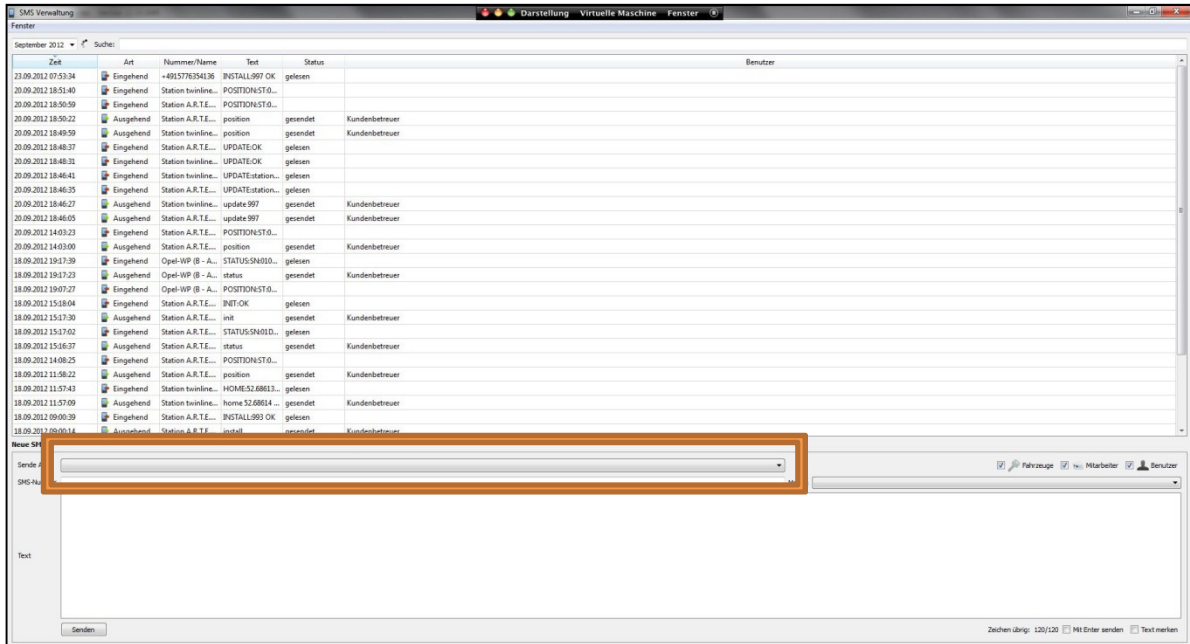 SMS Verwaltung
Darstellung Virtuelle Maschine Fenster
Fenster
September 2012 Suche:
Zeit Art Nummer/Name Text Status Benutzer
23.09.2012 07:53:34 Eingehend +4915776354136 INSTALL:997 OK gelesen
20.09.2012 18:51:40 Eingehend Station twinline... POSITION:ST:0...
20.09.2012 18:50:59 Eingehend Station A.R.T.E.... POSITION:ST:0...
20.09.2012 18:50:22 Ausgehend Station A.R.T.E.... position gesendet Kundenbetreuer
20.09.2012 18:49:59 Ausgehend Station twinline... position gesendet Kundenbetreuer
20.09.2012 18:48:37 Eingehend Station A.R.T.E.... UPDATE:OK gelesen
20.09.2012 18:48:31 Eingehend Station twinline... UPDATE:OK gelesen
20.09.2012 18:46:41 Eingehend Station twinline... UPDATE:station... gelesen
20.09.2012 18:46:35 Eingehend Station A.R.T.E.... UPDATE:station... gelesen
20.09.2012 18:46:27 Ausgehend Station twinline... update 997 gesendet Kundenbetreuer
20.09.2012 18:46:05 Ausgehend Station A.R.T.E.... update 997 gesendet Kundenbetreuer
20.09.2012 14:03:23 Eingehend Station A.R.T.E.... POSITION:ST:0...
20.09.2012 14:03:00 Ausgehend Station A.R.T.E.... position gesendet Kundenbetreuer
18.09.2012 19:17:39 Eingehend Opel-WP (B - A... STATUS:SN:010... gelesen
18.09.2012 19:17:23 Ausgehend Opel-WP (B - A... status gesendet Kundenbetreuer
18.09.2012 19:07:27 Eingehend Opel-WP (B - A... POSITION:ST:0...
18.09.2012 15:18:04 Eingehend Station A.R.T.E.... INIT:OK gelesen
18.09.2012 15:17:30 Ausgehend Station A.R.T.E.... init gesendet Kundenbetreuer
18.09.2012 15:17:02 Eingehend Station A.R.T.E.... STATUS:SN:01D... gelesen
18.09.2012 15:16:37 Ausgehend Station A.R.T.E.... status gesendet Kundenbetreuer
18.09.2012 14:08:25 Eingehend Station A.R.T.E.... POSITION:ST:0...
18.09.2012 11:58:22 Ausgehend Station A.R.T.E.... position gesendet Kundenbetreuer
18.09.2012 11:57:43 Eingehend Station twinline... HOME:52.68613... gelesen
18.09.2012 11:57:09 Ausgehend Station twinline... home 52.68614 ... gesendet Kundenbetreuer
18.09.2012 09:00:39 Eingehend Station A.R.T.E.... INSTALL:993 OK gelesen
18.09.2012 09:00:14 Ausgehend Station A.R.T.E.... install gesendet Kundenbetreuer
Neue SM
Sende A Fahrzeuge Mitarbeiter Benutzer
SMS-Nu
Text
Senden Zeichen übrig: 120/120 Mit Enter senden Text merken